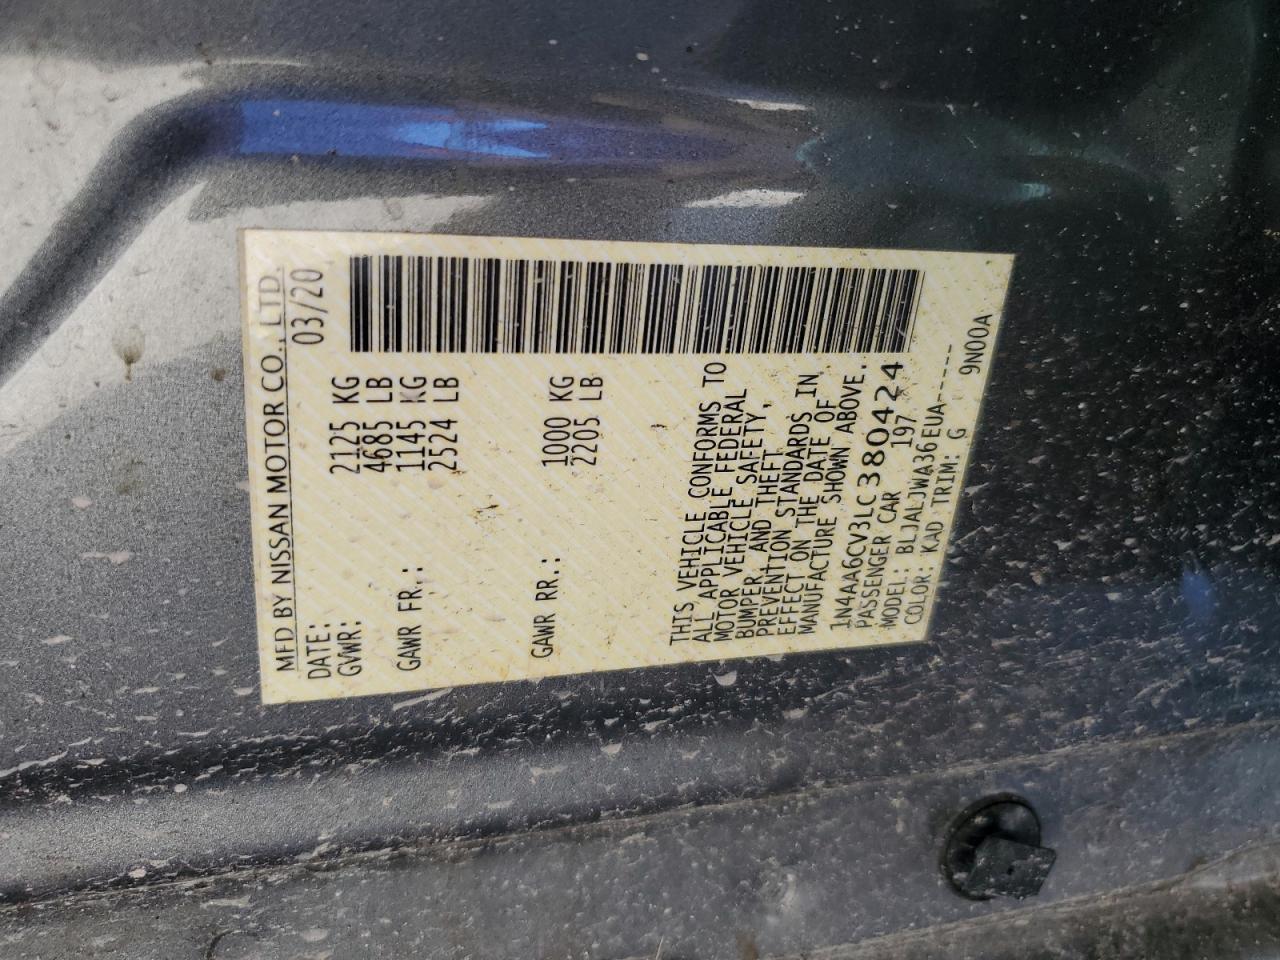 MFD BY NISSAN MOTOR CO., LTD.
DATE: 03/20
GVWR: 2125 KG
4685 LB
GAWR FR.: 1145 KG
2524 LB
GAWR RR.: 1000 KG
2205 LB
THIS VEHICLE CONFORMS TO
ALL APPLICABLE FEDERAL
MOTOR VEHICLE SAFETY,
BUMPER, AND THEFT
PREVENTION STANDARDS IN
EFFECT ON THE DATE OF
MANUFACTURE SHOWN ABOVE.
1N4AA6CV3LC380424
PASSENGER CAR 197
MODEL: BLJALJWA36EUA-----
COLOR: KAD TRIM: G 9N00A